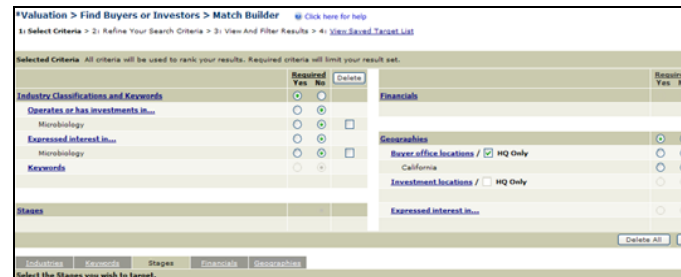 *Valuation > Find Buyers or Investors > Match Builder Click here for help
1: Select Criteria > 2: Refine Your Search Criteria > 3: View And Filter Results > 4: View Saved Target List
Selected Criteria All criteria will be used to rank your results. Required criteria will limit your result set.
Required
Yes No
Delete
Industry Classifications and Keywords
Operates or has investments in...
Microbiology
Expressed interest in...
Microbiology
Keywords
Stages
Yes
Financials
Geographies
Buyer office locations / HQ Only
California
Investment locations / HQ Only
Expressed interest in...
Delete All
Industries Keywords Stages Financials Geographies
Select the Stages you wish to target.